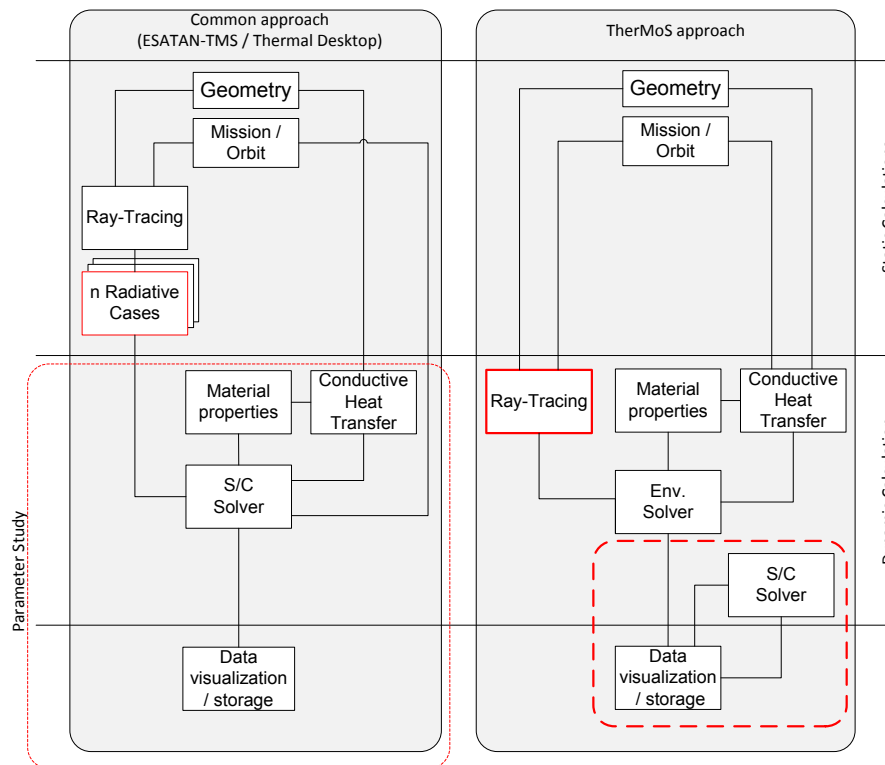 Common approach
(ESATAN-TMS / Thermal Desktop)
Geometry
Mission /
Orbit
Ray-Tracing
n Radiative
Cases
Material
properties
Conductive
Heat
Transfer
S/C
Solver
Data
visualization
/ storage
Parameter Study
TherMoS approach
Geometry
Mission /
Orbit
Ray-Tracing
Material
properties
Conductive
Heat
Transfer
Env.
Solver
S/C
Solver
Data
visualization
/ storage